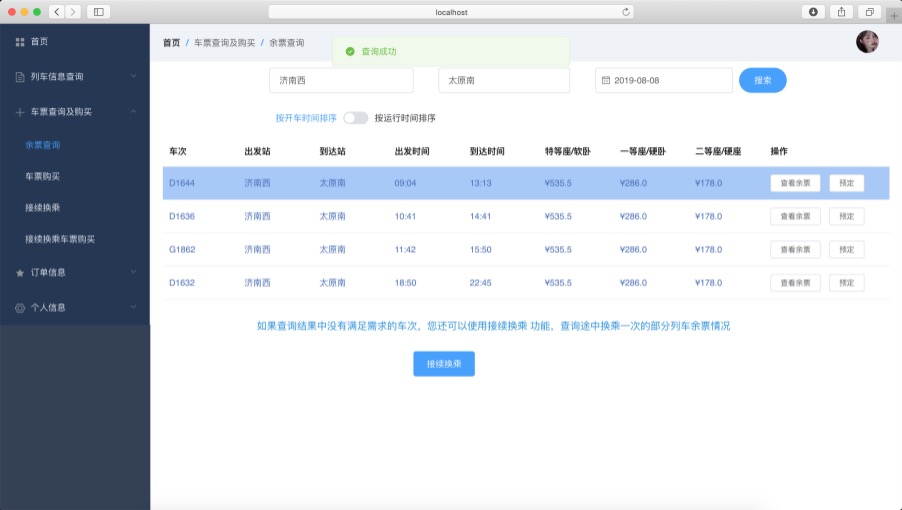 localhost
首页
列车信息查询
车票查询及购买
余票查询
车票购买
接续换乘
接续换乘车票购买
订单信息
个人信息
首页 / 车票查询及购买 / 余票查询
查询成功
济南西 太原南 2019-08-08 搜索
按开车时间排序 按运行时间排序
车次 出发站 到达站 出发时间 到达时间 特等座/软卧 一等座/硬卧 二等座/硬座 操作
D1644 济南西 太原南 09:04 13:13 ¥535.5 ¥286.0 ¥178.0 查看余票 预定
D1636 济南西 太原南 10:41 14:41 ¥535.5 ¥286.0 ¥178.0 查看余票 预定
G1862 济南西 太原南 11:42 15:50 ¥535.5 ¥286.0 ¥178.0 查看余票 预定
D1632 济南西 太原南 18:50 22:45 ¥535.5 ¥286.0 ¥178.0 查看余票 预定
如果查询结果中没有满足需求的车次，您还可以使用接续换乘 功能，查询途中换乘一次的部分列车余票情况
接续换乘